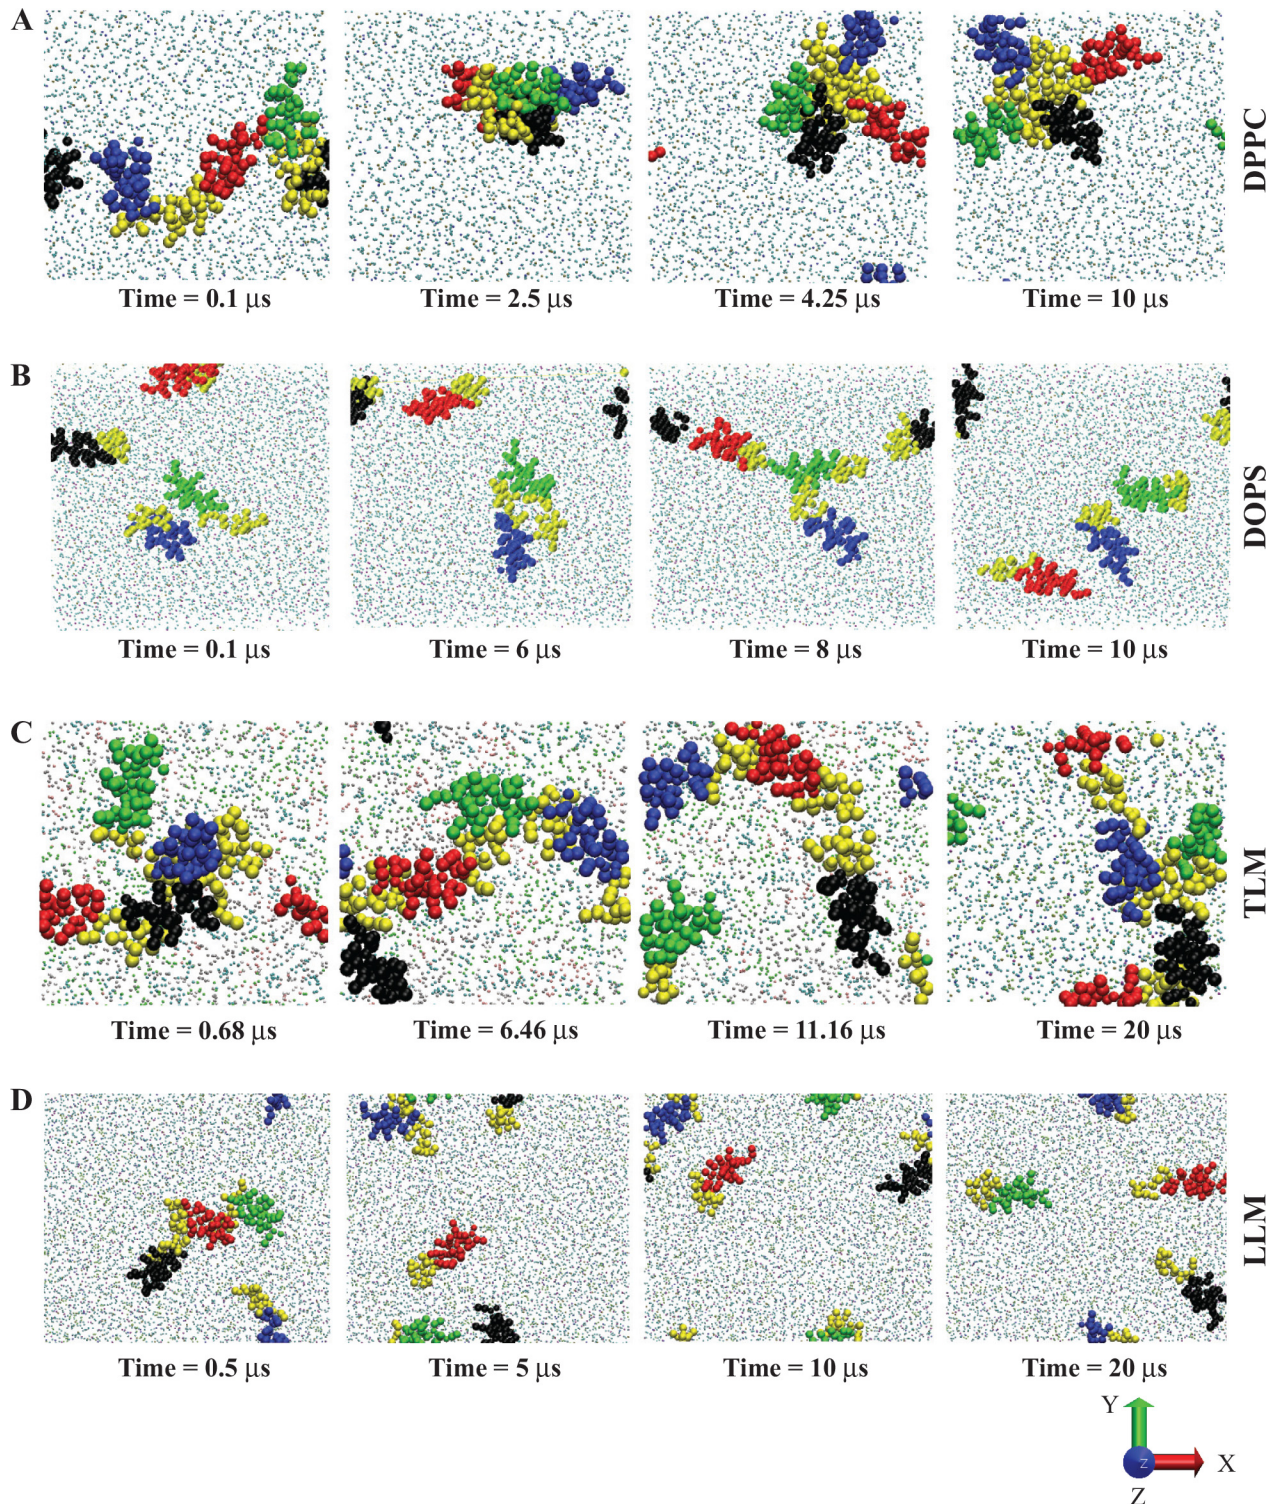 A
DPPC
Time = 0.1 μs
Time = 2.5 μs
Time = 4.25 μs
Time = 10 μs
B
DOPS
Time = 0.1 μs
Time = 6 μs
Time = 8 μs
Time = 10 μs
C
TLM
Time = 0.68 μs
Time = 6.46 μs
Time = 11.16 μs
Time = 20 μs
D
LLM
Time = 0.5 μs
Time = 5 μs
Time = 10 μs
Time = 20 μs
Y
Z
X
Z